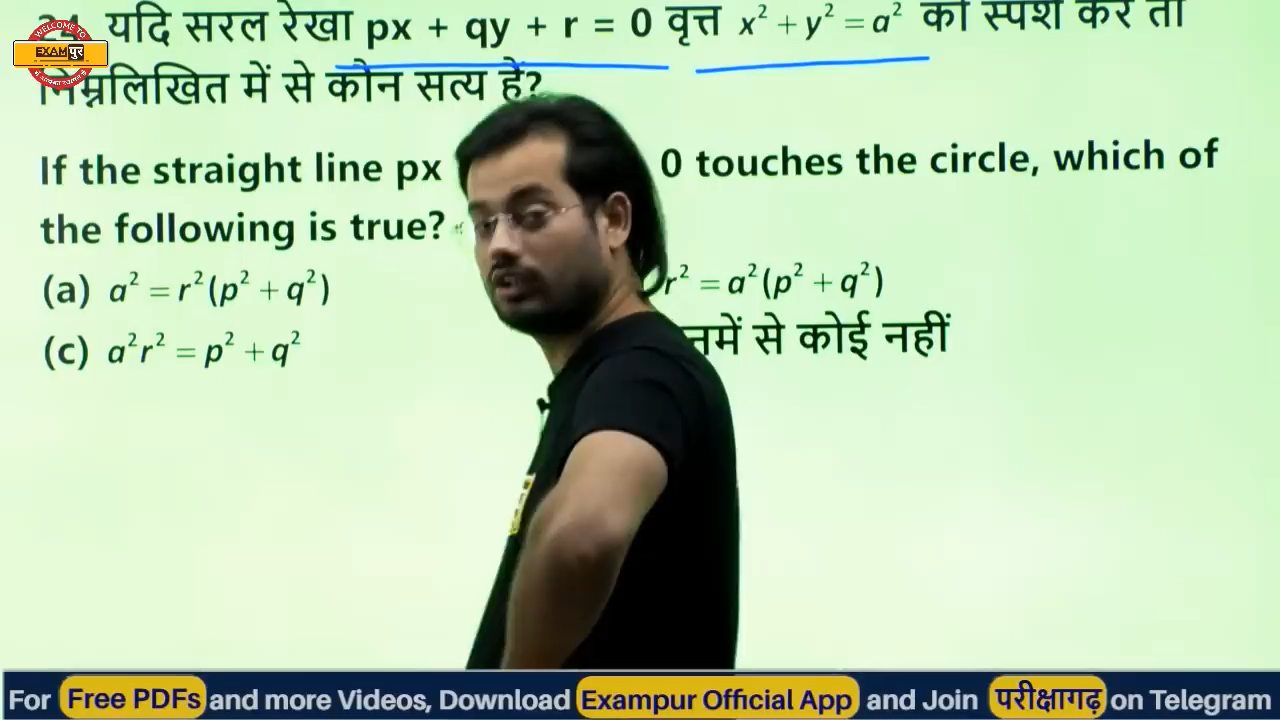 WELCOME TO
EXAMपुर
यदि सरल रेखा px + qy + r = 0 वृत्त x² + y² = a² को स्पर्श करे तो
निम्नलिखित में से कौन सत्य है?
If the straight line px 0 touches the circle, which of
the following is true?
(a) a² = r²(p² + q²) r² = a²(p² + q²)
(c) a²r² = p² + q² में से कोई नहीं
For Free PDFs and more Videos, Download Exampur Official App and Join परीक्षागढ़ on Telegram